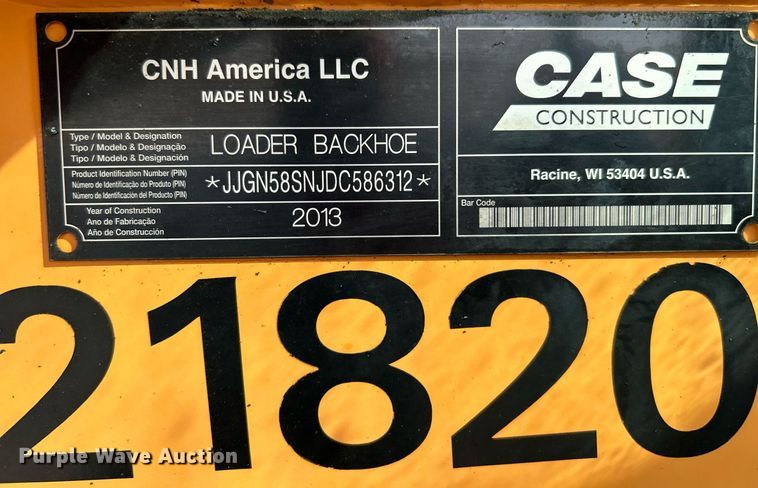 CNH America LLC
MADE IN U.S.A.
Type / Model & Designation
Tipo / Modelo & Delegação
Tipo / Modelo & Designación
LOADER BACKHOE
Product Identification Number (PIN)
Número de Identificação do Produto (PIN)
Número de Identificación del Producto (PIN)
*JJGN58SNJDC586312*
Year of Construction
Ano de Fabricação
Año de Construcción
2013
CASE
CONSTRUCTION
Racine, WI 53404 U.S.A.
Bar Code
21820
Purple Wave Auction